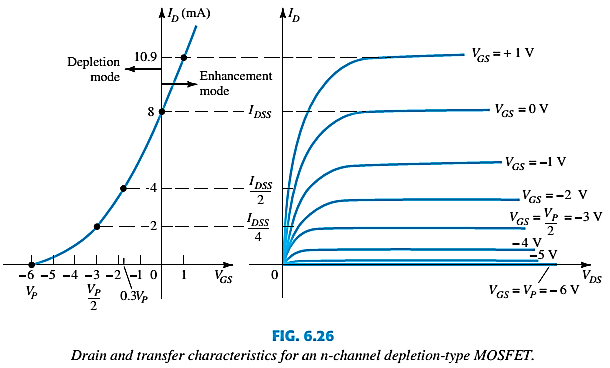 I_D (mA)
10.9
Depletion mode
Enhancement mode
8
-4
2
-6 -5 -4 -3 -2 -1 0 1 V_GS
V_P
V_P/2
0.3V_P
I_D
I_DSS
I_DSS/2
I_DSS/4
V_GS = + 1 V
V_GS = 0 V
V_GS = –1 V
V_GS = –2 V
V_GS = V_P/2 = –3 V
–4 V
–5 V
0
V_DS
V_GS = V_P = – 6 V
FIG. 6.26
Drain and transfer characteristics for an n-channel depletion-type MOSFET.